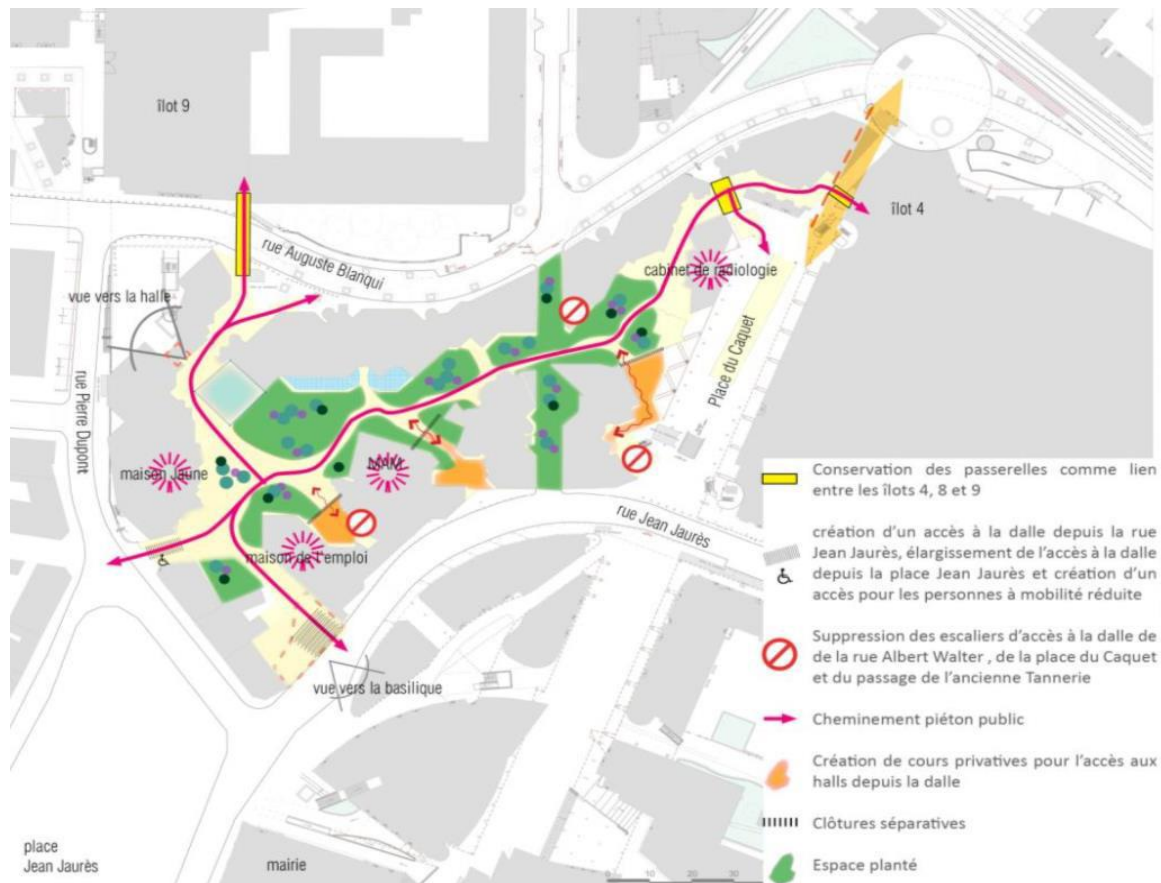 îlot 9
îlot 4
rue Auguste Blanqui
vue vers la halle
cabinet de radiologie
rue Pierre Dupont
Place du Caquet
maison Jaune
MAM
rue Jean Jaurès
maison de l'emploi
vue vers la basilique
place
Jean Jaurès
mairie
0 10 20 30
Conservation des passerelles comme lien
entre les îlots 4, 8 et 9
création d'un accès à la dalle depuis la rue
Jean Jaurès, élargissement de l'accès à la dalle
depuis la place Jean Jaurès et création d'un
accès pour les personnes à mobilité réduite
Suppression des escaliers d'accès à la dalle de
de la rue Albert Walter , de la place du Caquet
et du passage de l'ancienne Tannerie
Cheminement piéton public
Création de cours privatives pour l'accès aux
halls depuis la dalle
Clôtures séparatives
Espace planté